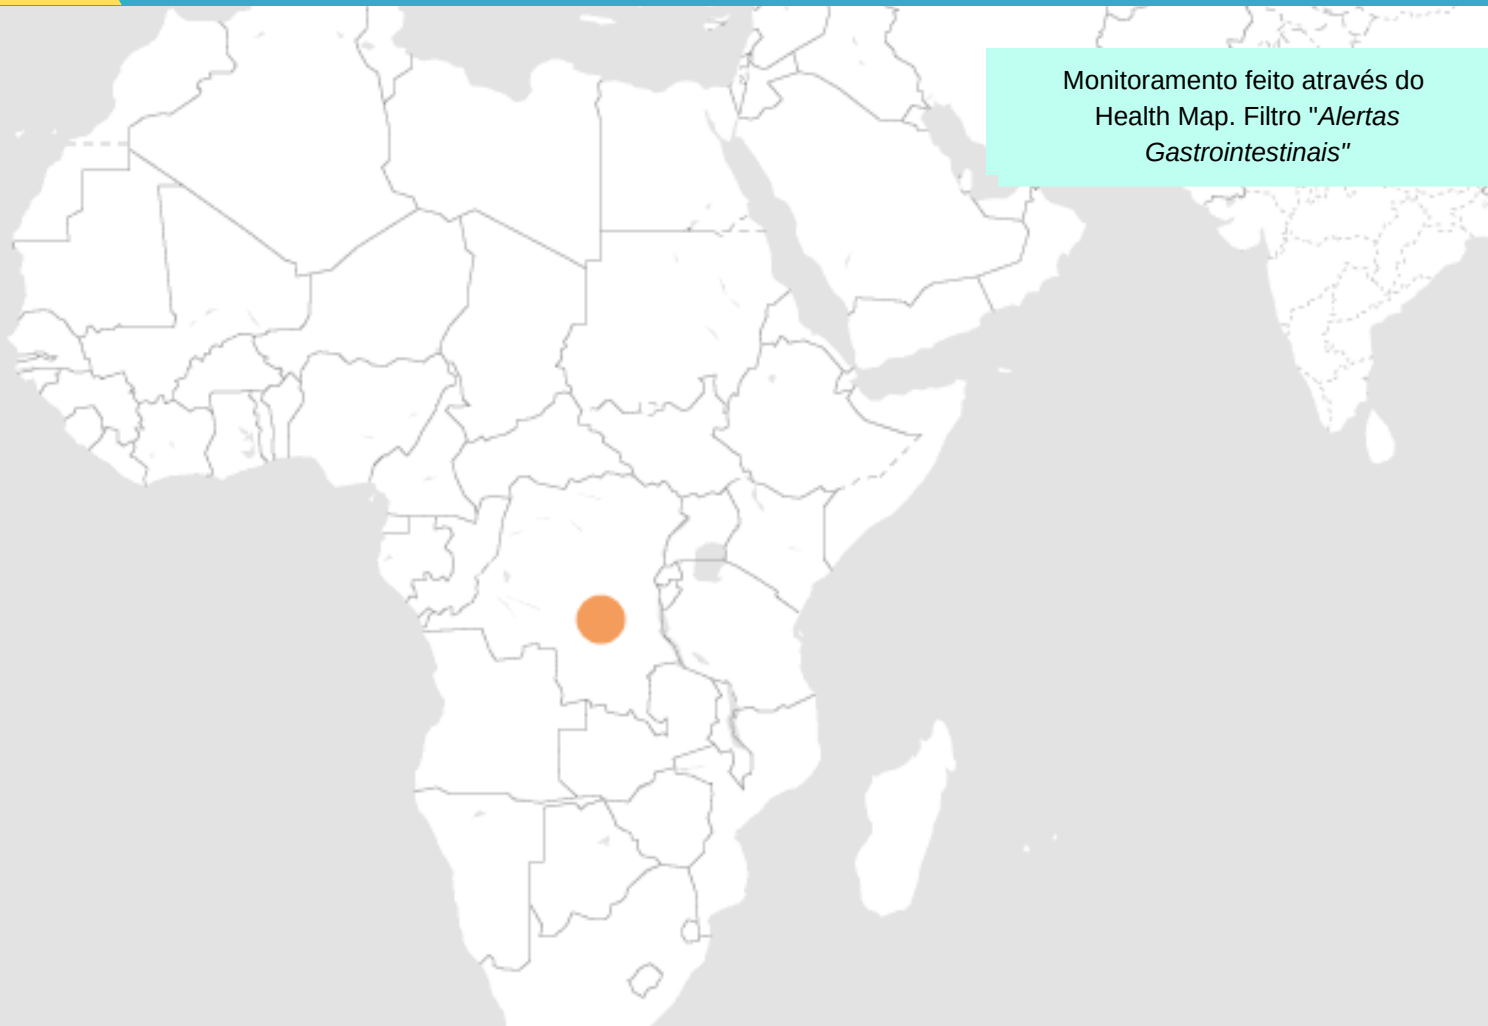 Monitoramento feito através do
Health Map. Filtro "Alertas
Gastrointestinais"